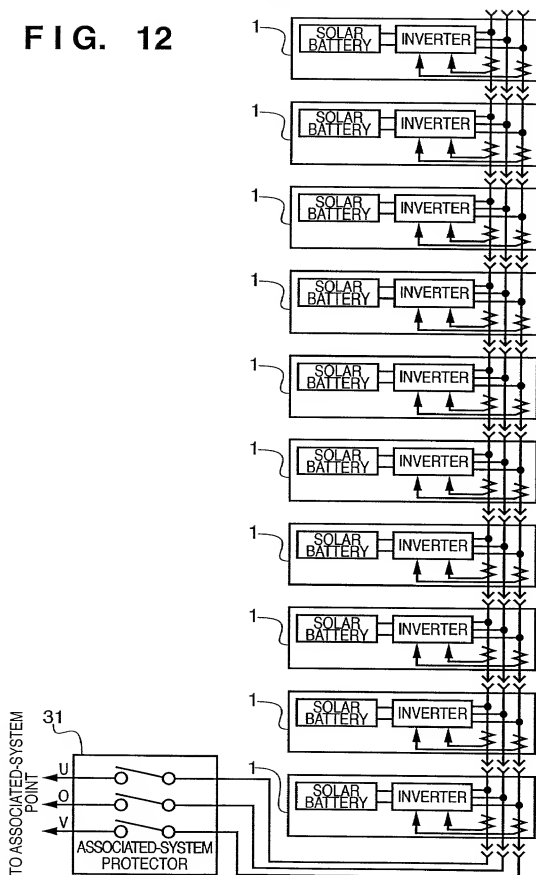 FIG. 12
1
SOLAR BATTERY INVERTER
1
SOLAR BATTERY INVERTER
1
SOLAR BATTERY INVERTER
1
SOLAR BATTERY INVERTER
1
SOLAR BATTERY INVERTER
1
SOLAR BATTERY INVERTER
1
SOLAR BATTERY INVERTER
1
SOLAR BATTERY INVERTER
1
SOLAR BATTERY INVERTER
1
SOLAR BATTERY INVERTER
31
TO ASSOCIATED-SYSTEM
POINT
U
O
V
ASSOCIATED-SYSTEM
PROTECTOR